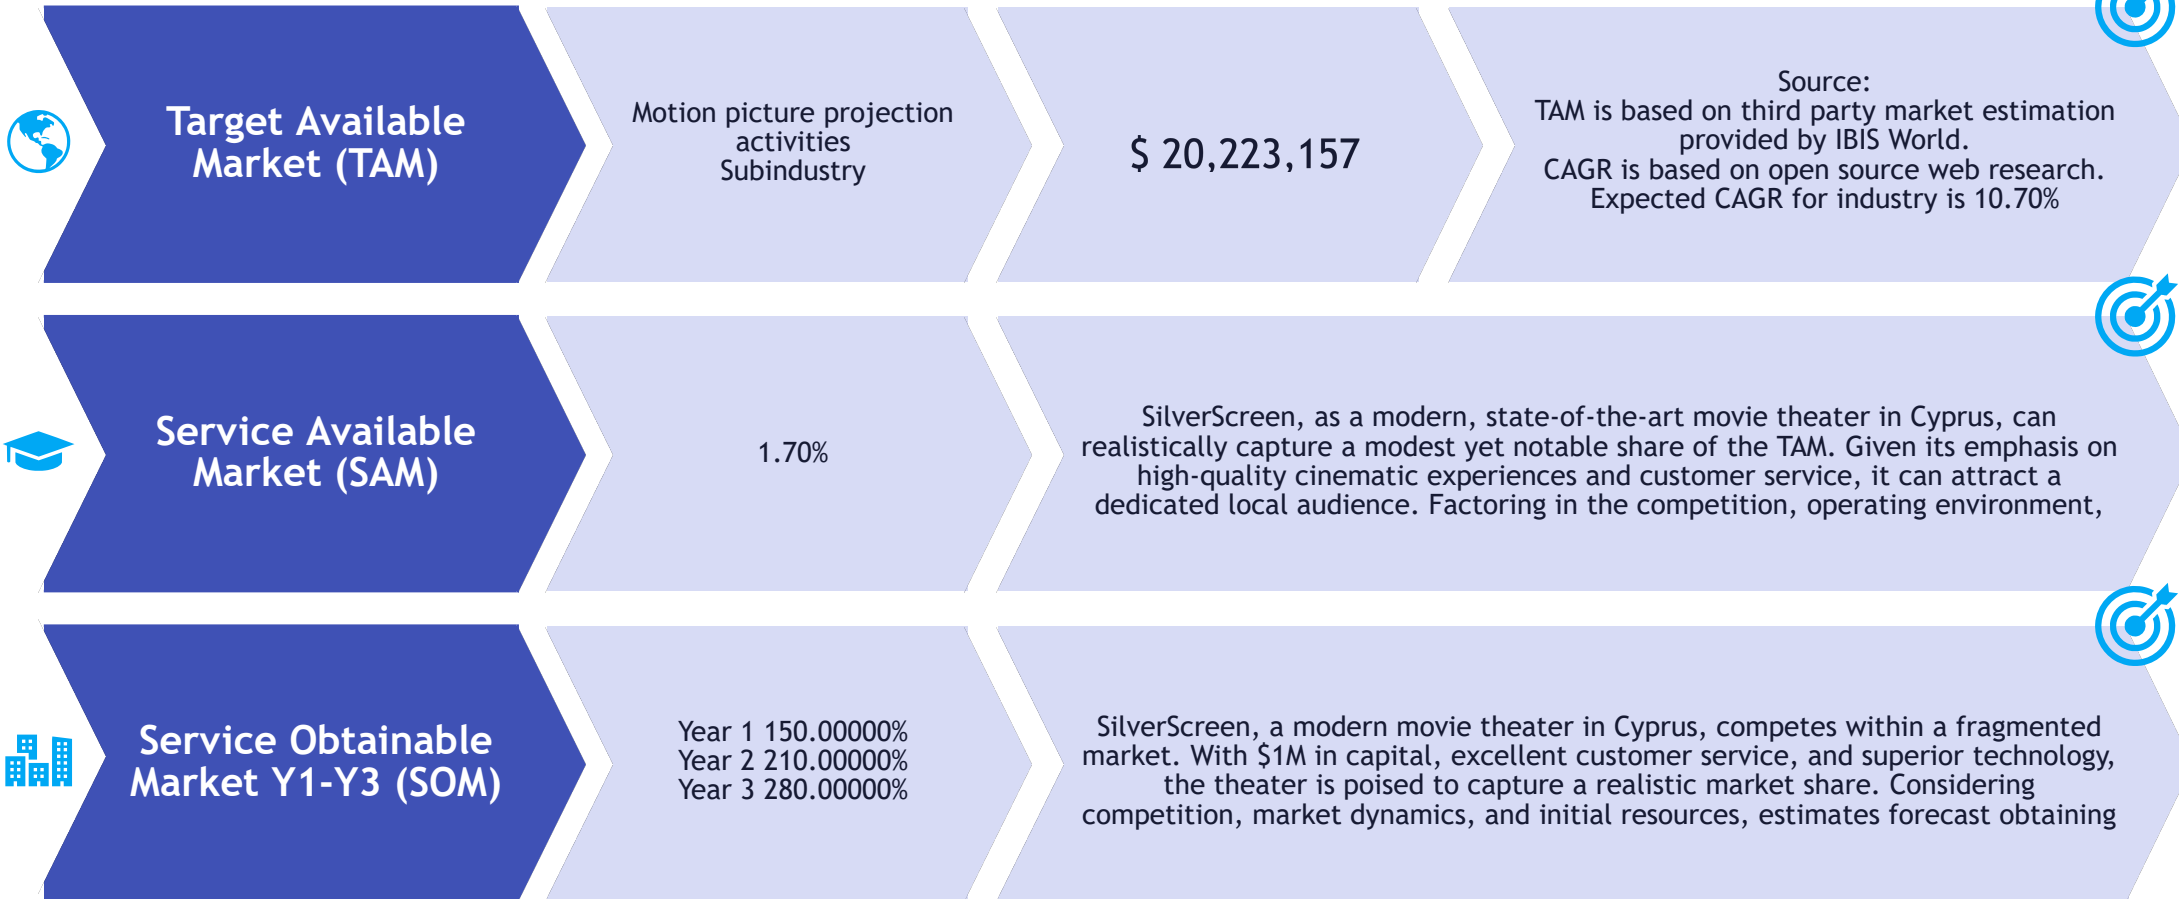 Target Available
Market (TAM)
Motion picture projection
activities
Subindustry
$ 20,223,157
Source:
TAM is based on third party market estimation
provided by IBIS World.
CAGR is based on open source web research.
Expected CAGR for industry is 10.70%
Service Available
Market (SAM)
1.70%
SilverScreen, as a modern, state-of-the-art movie theater in Cyprus, can
realistically capture a modest yet notable share of the TAM. Given its emphasis on
high-quality cinematic experiences and customer service, it can attract a
dedicated local audience. Factoring in the competition, operating environment,
Service Obtainable
Market Y1-Y3 (SOM)
Year 1 150.00000%
Year 2 210.00000%
Year 3 280.00000%
SilverScreen, a modern movie theater in Cyprus, competes within a fragmented
market. With $1M in capital, excellent customer service, and superior technology,
the theater is poised to capture a realistic market share. Considering
competition, market dynamics, and initial resources, estimates forecast obtaining